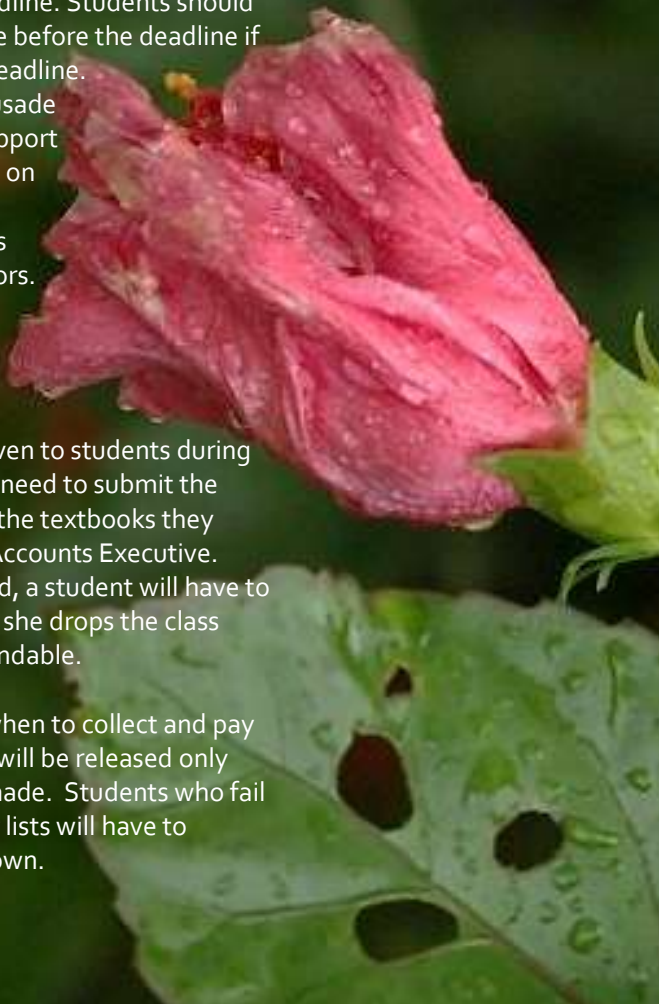 dline. Students should
e before the deadline if
eadline.
usade
pport
on
s
ors.
ven to students during
need to submit the
the textbooks they
Accounts Executive.
d, a student will have to
she drops the class
ndable.
when to collect and pay
will be released only
made.  Students who fail
lists will have to
own.